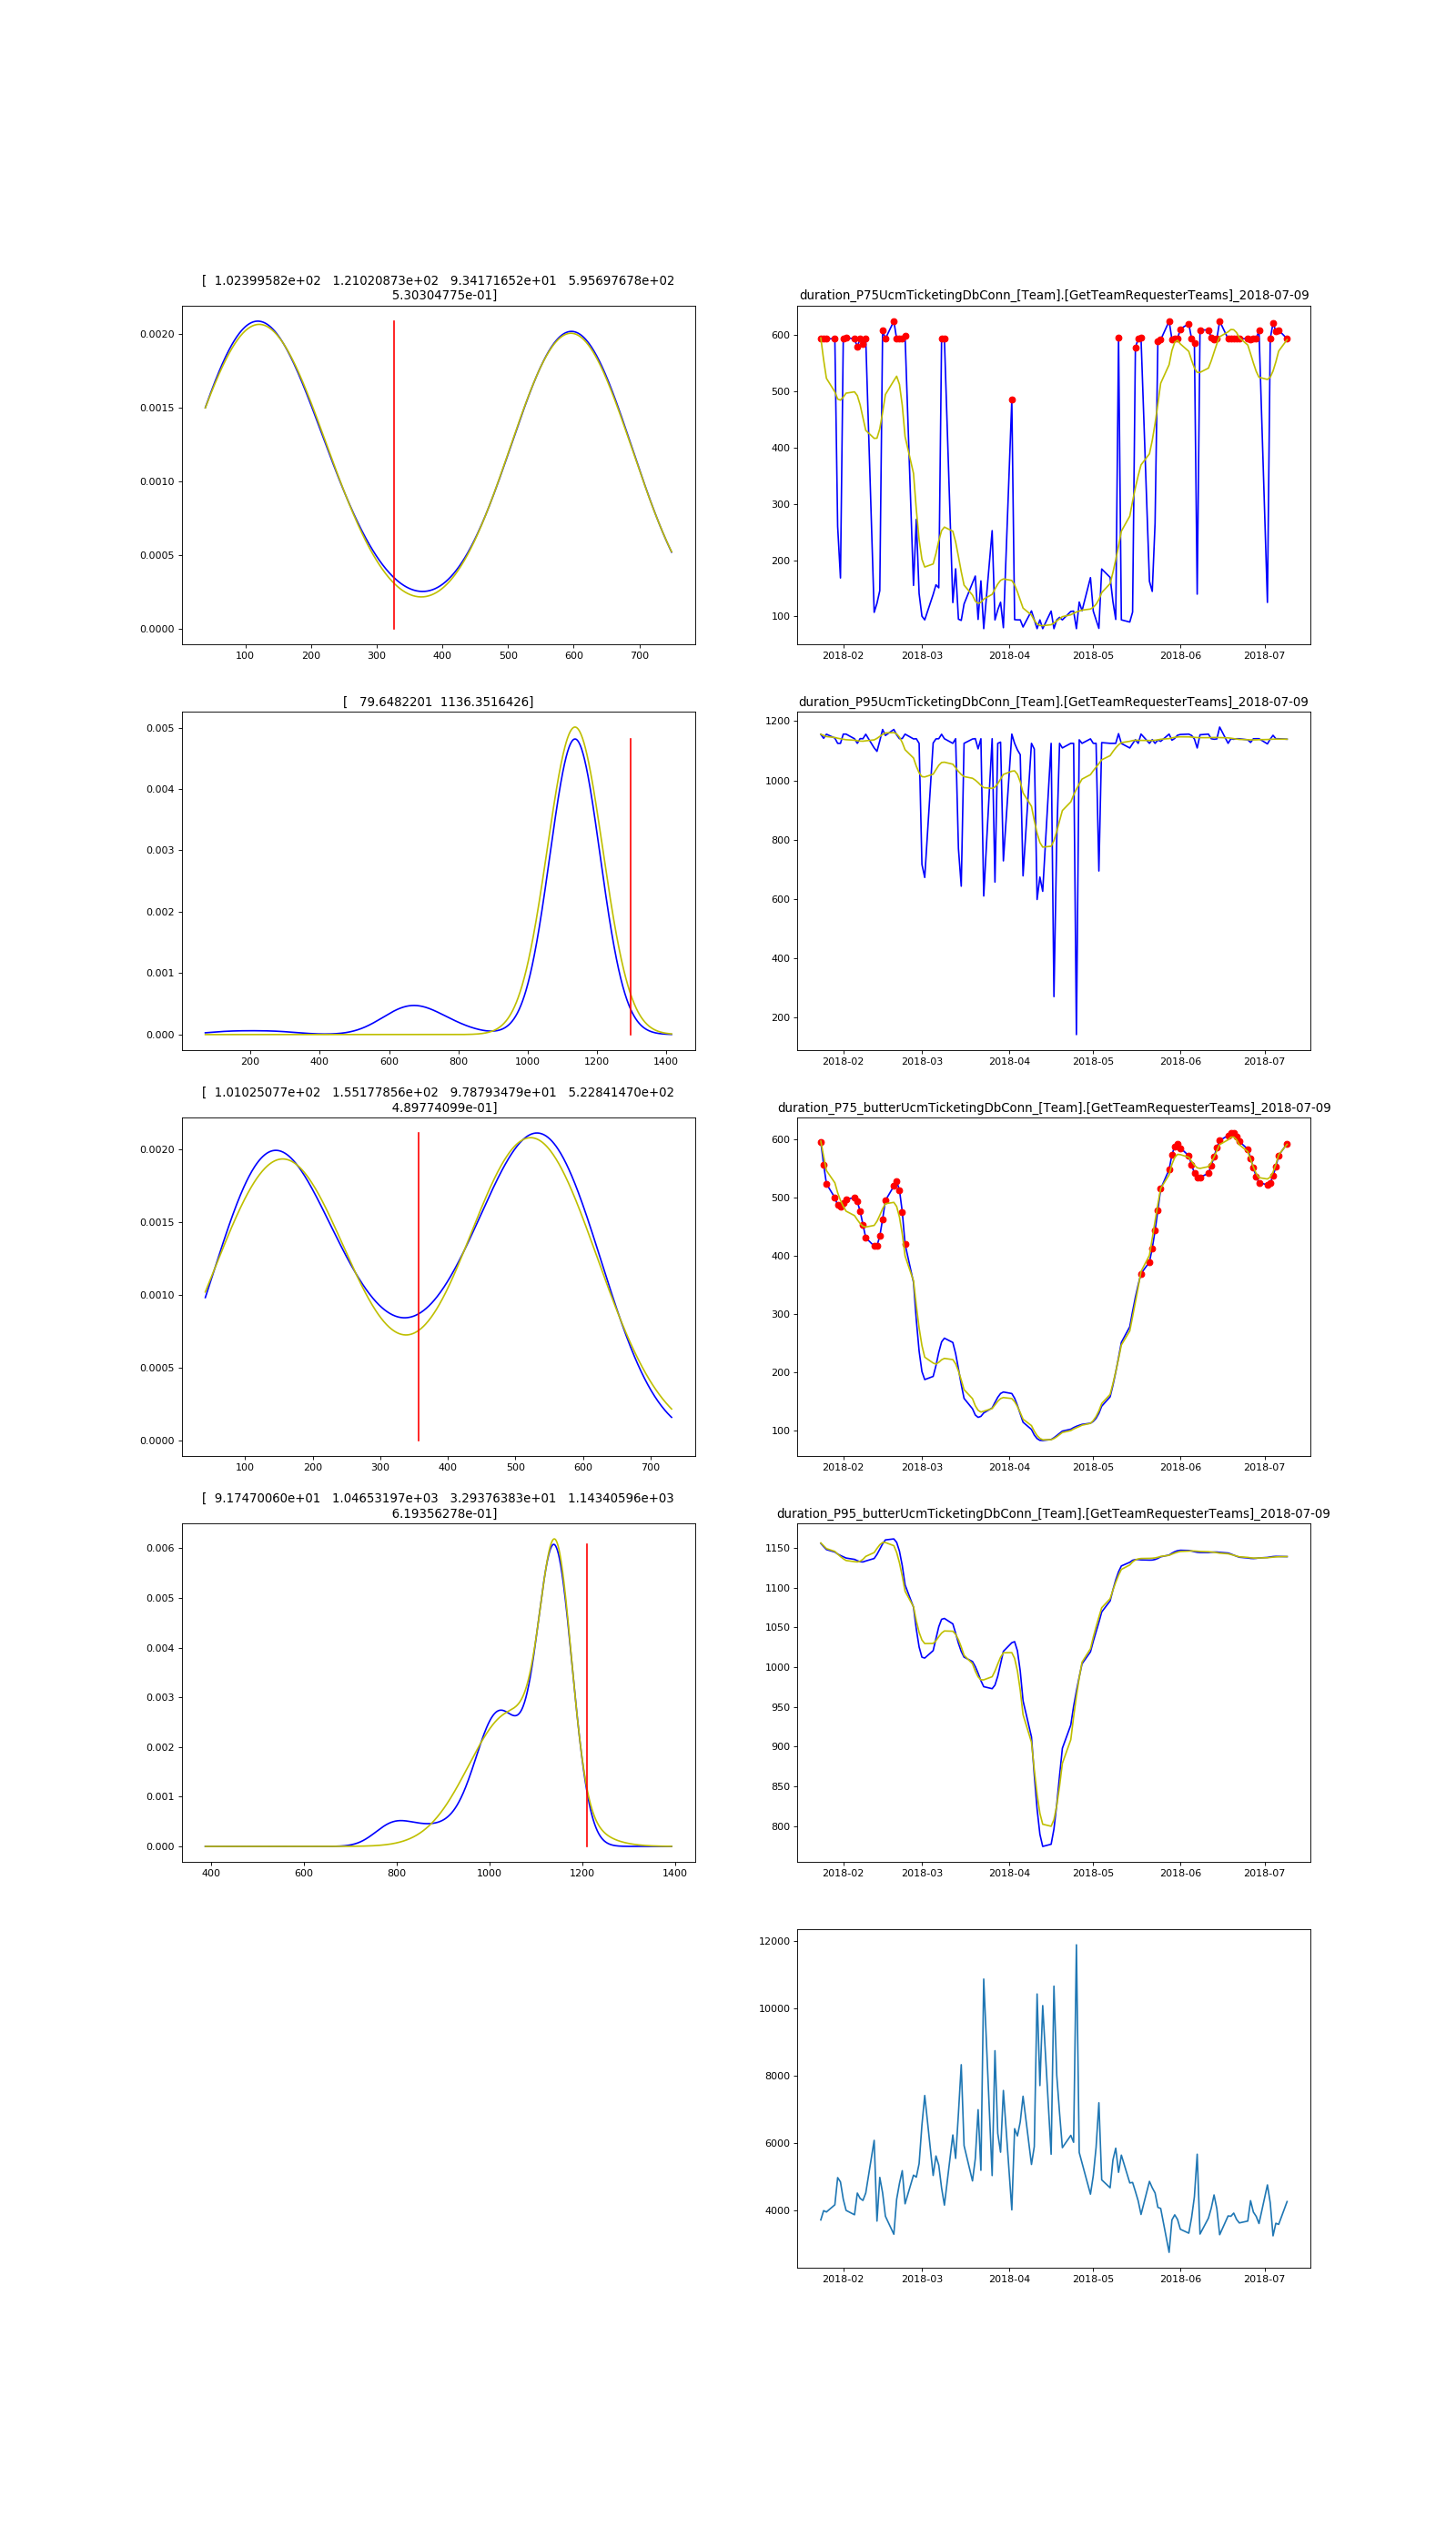 [  1.02399582e+02   1.21020873e+02   9.34171652e+01   5.95697678e+02
5.30304775e-01]
0.0020
0.0015
0.0010
0.0005
0.0000
100 200 300 400 500 600 700
duration_P75UcmTicketingDbConn_[Team].[GetTeamRequesterTeams]_2018-07-09
600
500
400
300
200
100
2018-02 2018-03 2018-04 2018-05 2018-06 2018-07
[   79.6482201  1136.3516426]
0.005
0.004
0.003
0.002
0.001
0.000
200 400 600 800 1000 1200 1400
duration_P95UcmTicketingDbConn_[Team].[GetTeamRequesterTeams]_2018-07-09
1200
1000
800
600
400
200
2018-02 2018-03 2018-04 2018-05 2018-06 2018-07
[  1.01025077e+02   1.55177856e+02   9.78793479e+01   5.22841470e+02
4.89774099e-01]
0.0020
0.0015
0.0010
0.0005
0.0000
100 200 300 400 500 600 700
duration_P75_butterUcmTicketingDbConn_[Team].[GetTeamRequesterTeams]_2018-07-09
600
500
400
300
200
100
2018-02 2018-03 2018-04 2018-05 2018-06 2018-07
[  9.17470060e+01   1.04653197e+03   3.29376383e+01   1.14340596e+03
6.19356278e-01]
0.006
0.005
0.004
0.003
0.002
0.001
0.000
400 600 800 1000 1200 1400
duration_P95_butterUcmTicketingDbConn_[Team].[GetTeamRequesterTeams]_2018-07-09
1150
1100
1050
1000
950
900
850
800
2018-02 2018-03 2018-04 2018-05 2018-06 2018-07
12000
10000
8000
6000
4000
2018-02 2018-03 2018-04 2018-05 2018-06 2018-07